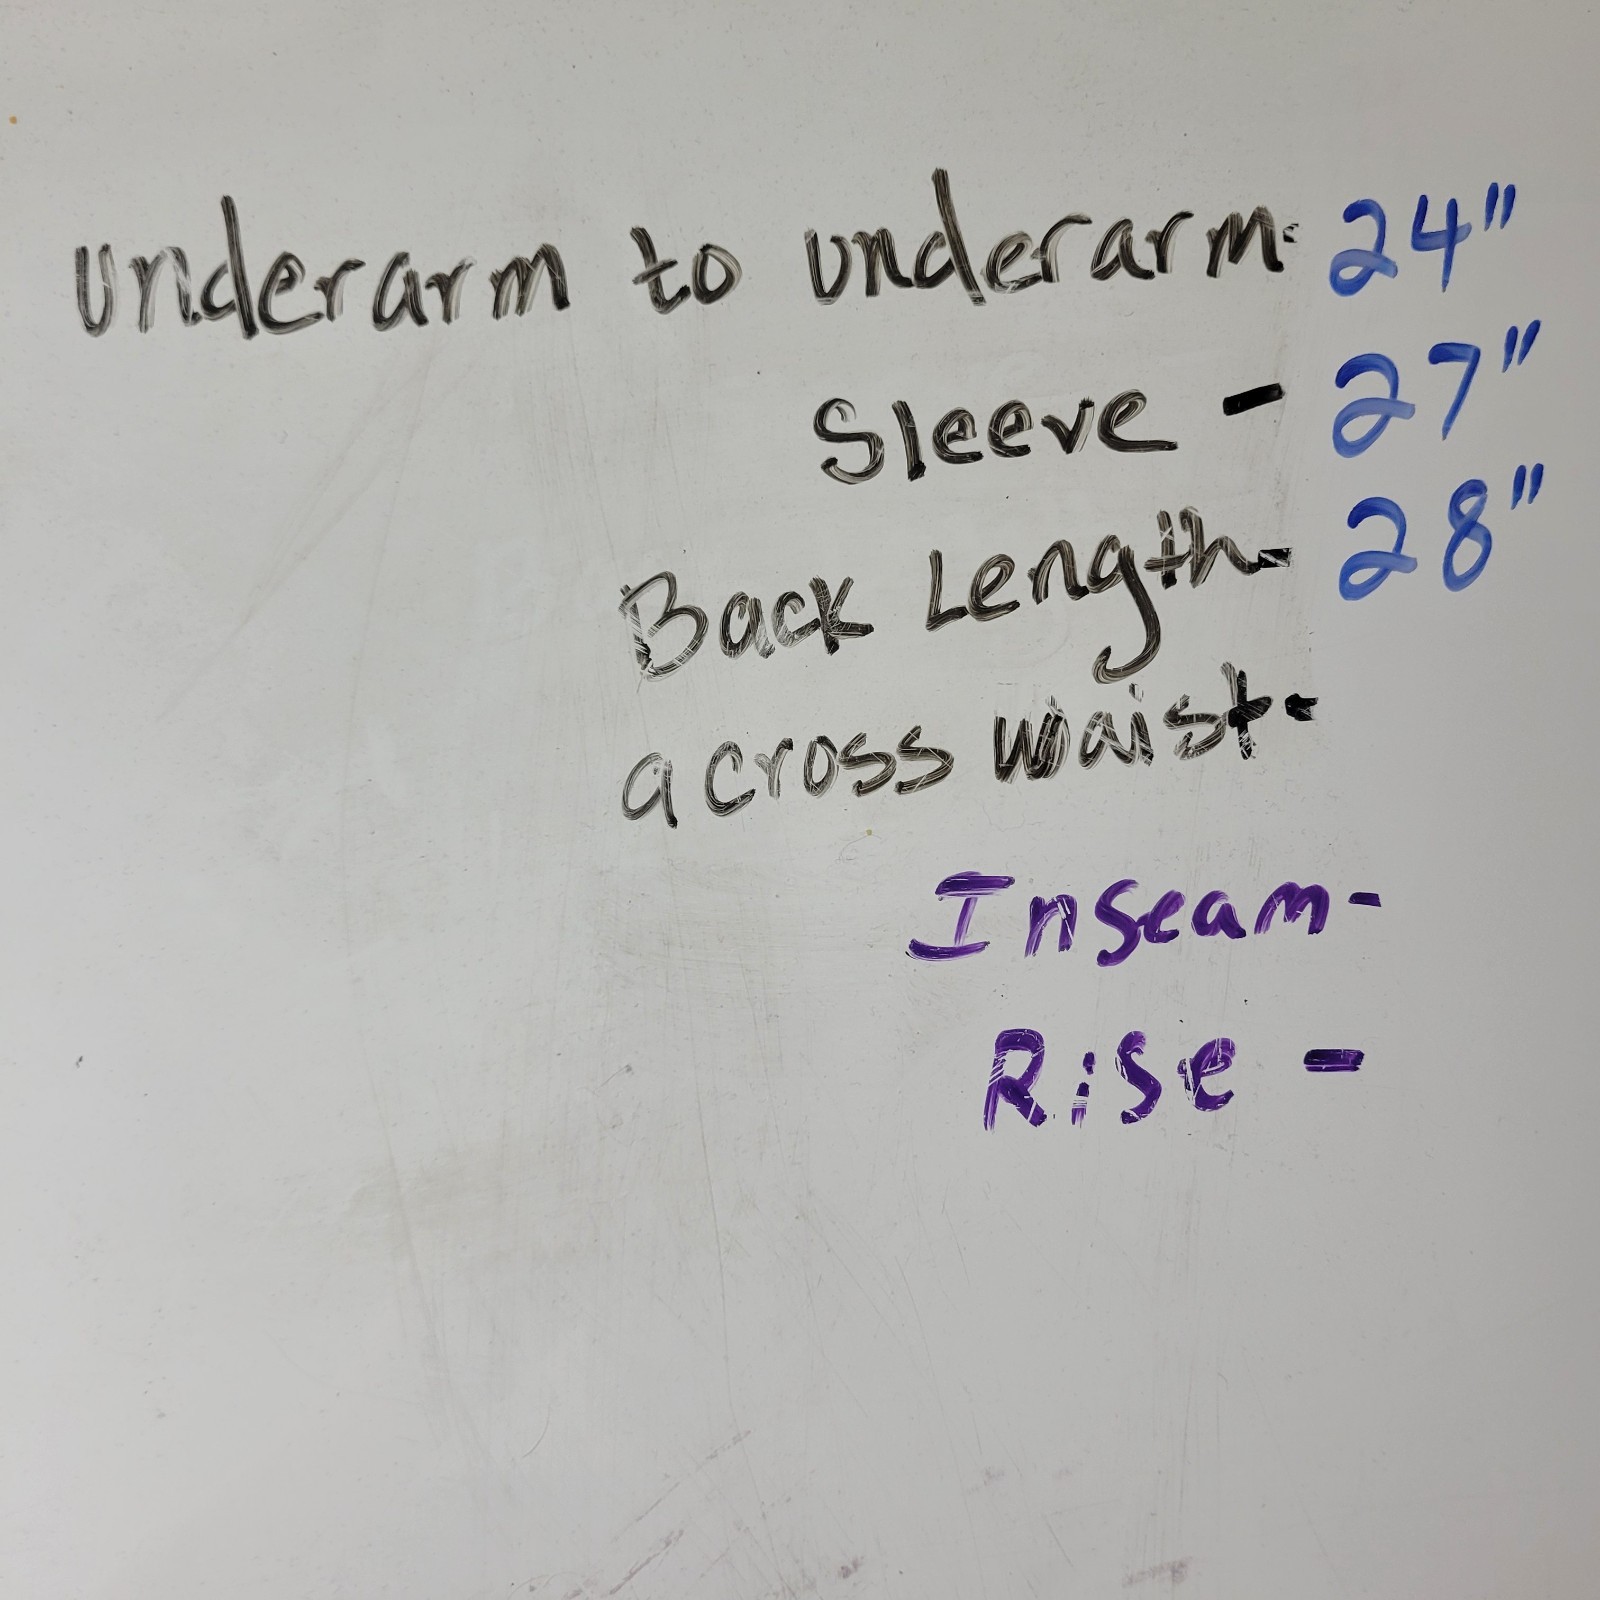 underarm to underarm- 24"
Sleeve - 27"
Back Length- 28"
across waist-
Inseam-
Rise -